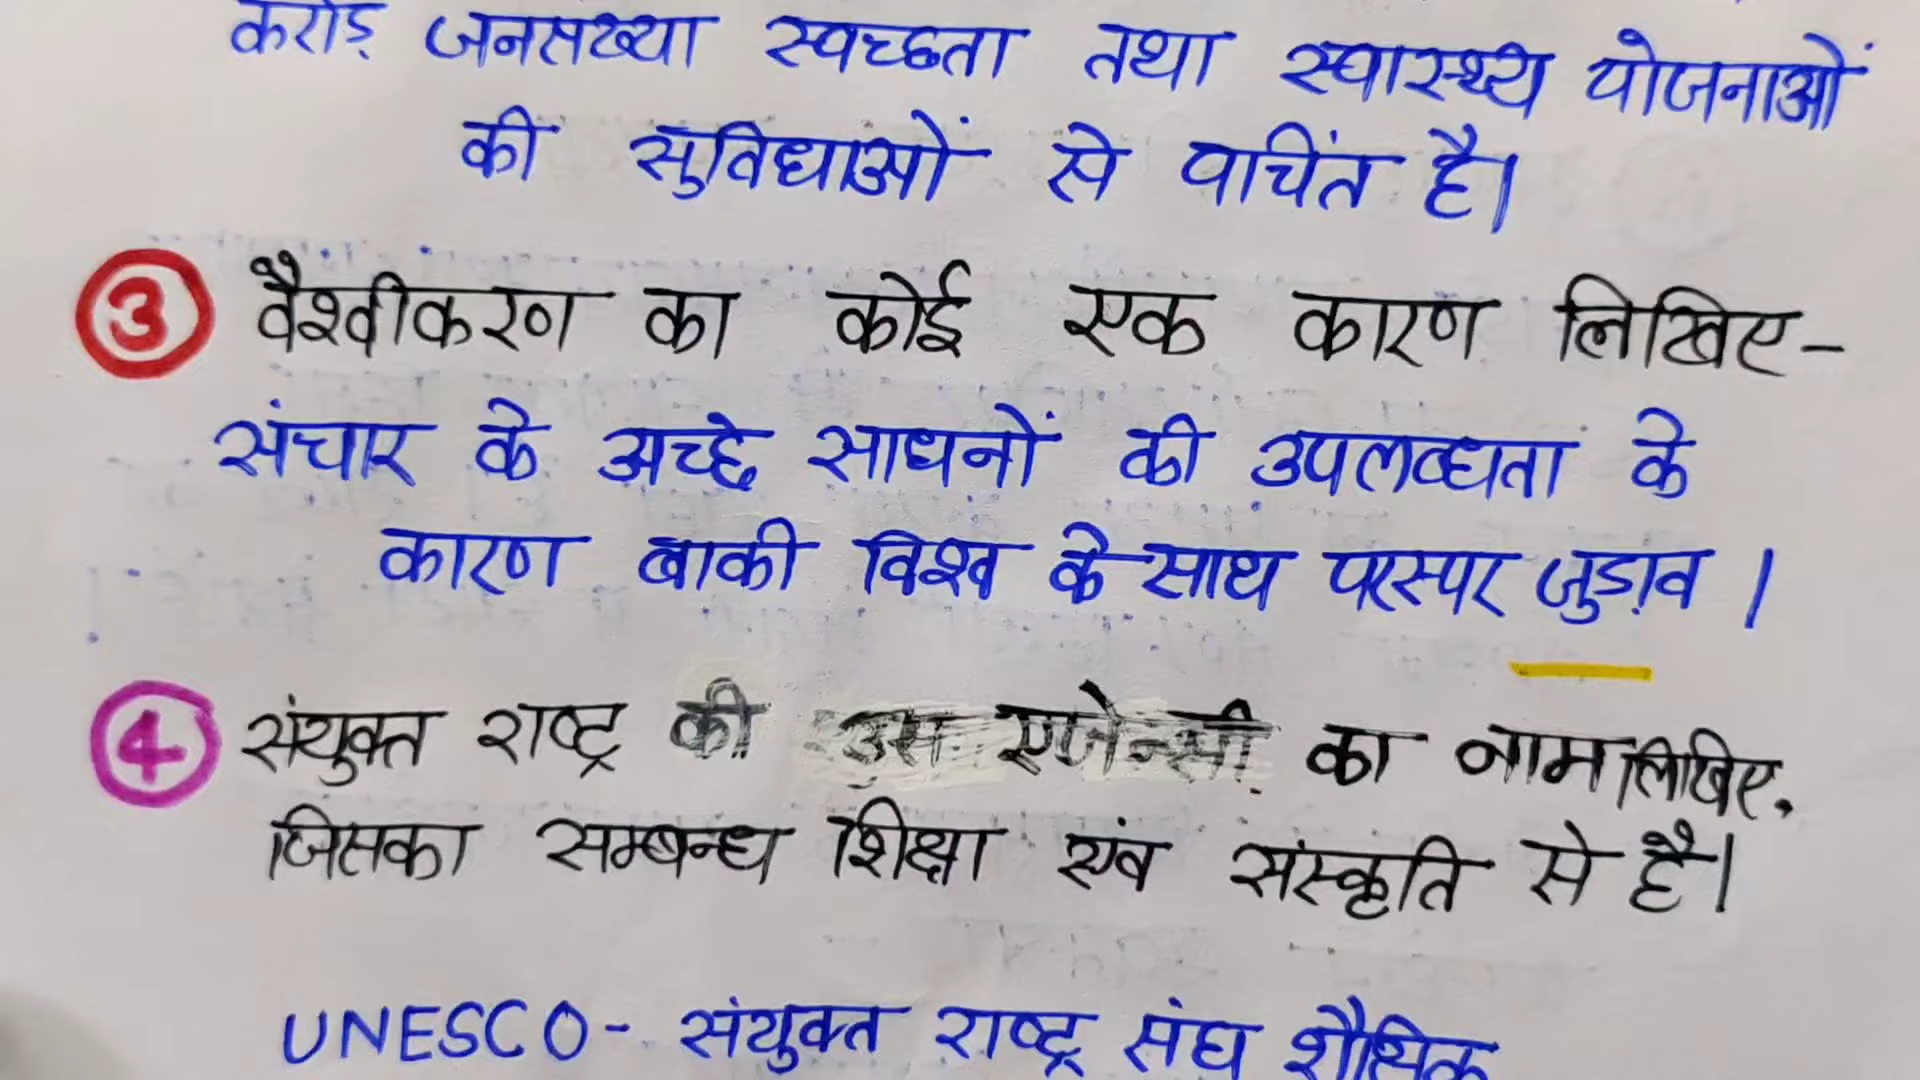 करोड़ जनसंख्या स्वच्छता तथा स्वास्थ्य योजनाओं
की सुविधाओं से वंचित है।
3 वैश्वीकरण का कोई एक कारण लिखिए-
संचार के अच्छे साधनों की उपलब्धता के
कारण बाकी विश्व के साथ परस्पर जुड़ाव ।
4 संयुक्त राष्ट्र की उस एजेन्सी का नाम लिखिए.
जिसका सम्बन्ध शिक्षा एंव संस्कृति से है।
UNESCO- संयुक्त राष्ट्र संघ शैक्षिक